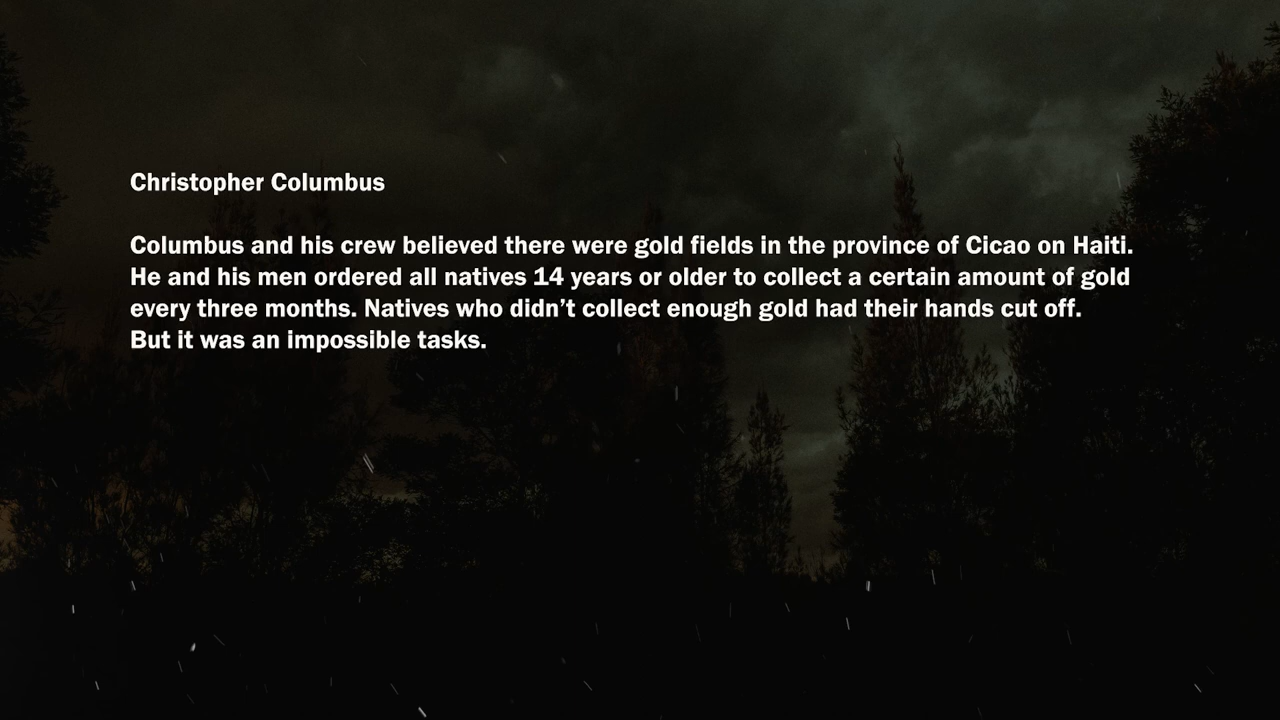 Christopher Columbus
Columbus and his crew believed there were gold fields in the province of Cicao on Haiti.
He and his men ordered all natives 14 years or older to collect a certain amount of gold
every three months. Natives who didn’t collect enough gold had their hands cut off.
But it was an impossible tasks.